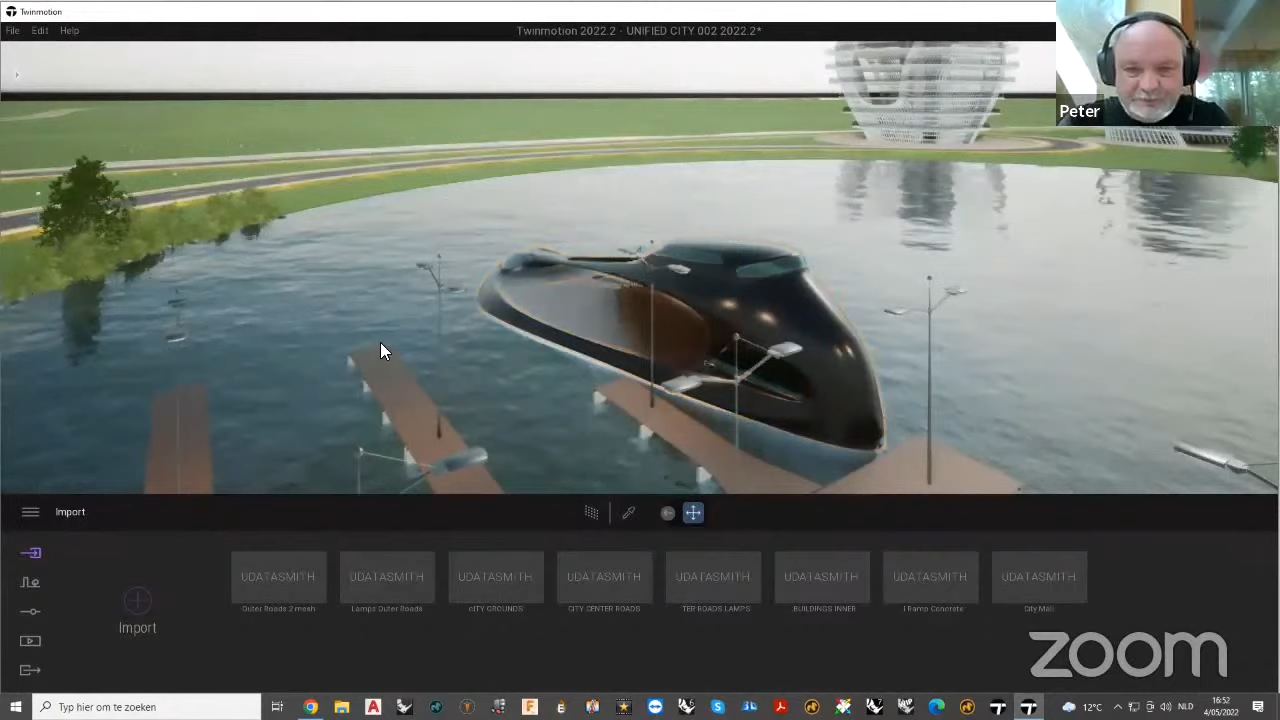 Twinmotion
File Edit Help
Twinmotion 2022.2 - UNIFIED CITY 002 2022.2*
Peter
Import
UDATASMITH UDATASMITH UDATASMITH UDATASMITH UDATASMITH UDATASMITH UDATASMITH UDATASMITH
Outer Roads 2 mesh Lamps Outer Roads cITY GROUNDS CITY CENTER ROADS TER ROADS LAMPS BUILDINGS INNER l Ramp Concrete City Mall
Import
zoom
Typ hier om te zoeken
12°C
NLD
16:52
4/05/2022